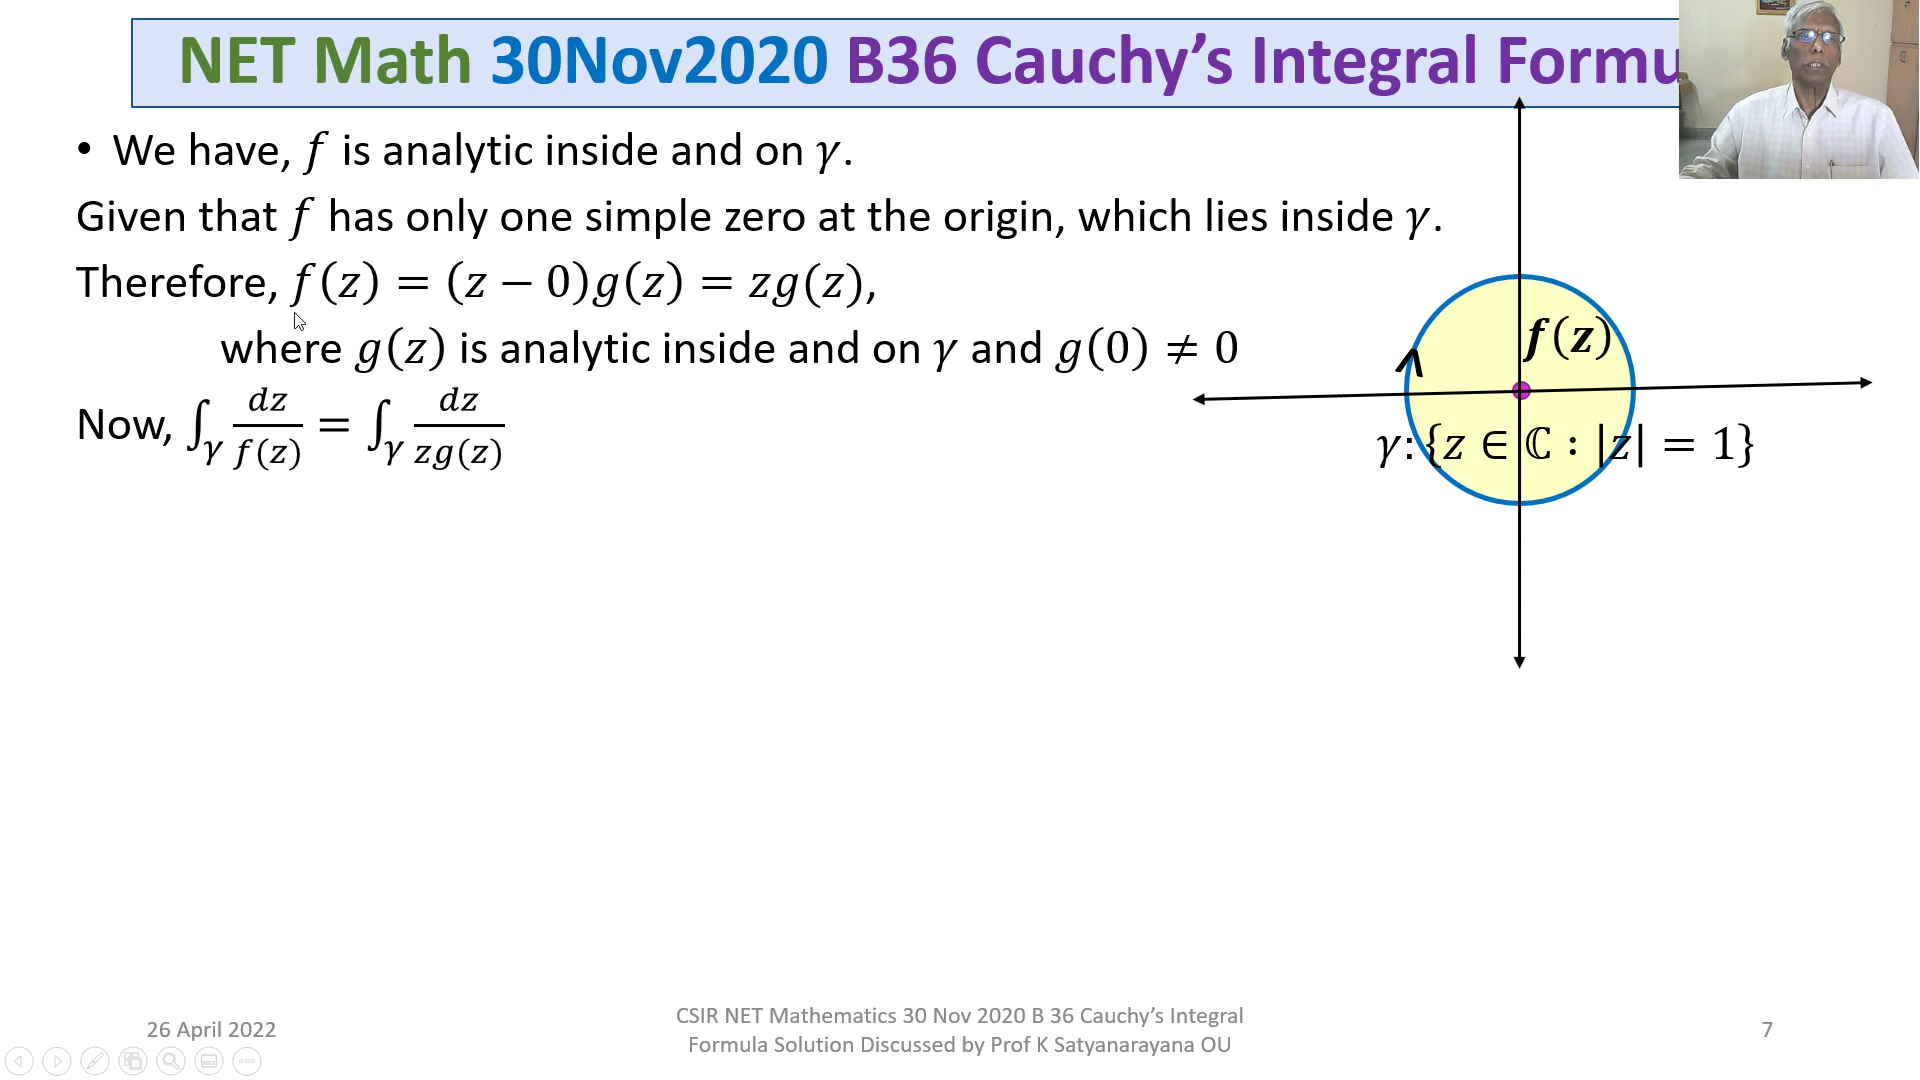 NET Math 30Nov2020 B36 Cauchy’s Integral Formu
• We have, 𝑓 is analytic inside and on 𝛾.
Given that 𝑓 has only one simple zero at the origin, which lies inside 𝛾.
Therefore, 𝑓(𝑧) = (𝑧 − 0)𝑔(𝑧) = 𝑧𝑔(𝑧),
where 𝑔(𝑧) is analytic inside and on 𝛾 and 𝑔(0) ≠ 0
Now, ∫_𝛾 𝑑𝑧/𝑓(𝑧) = ∫_𝛾 𝑑𝑧/𝑧𝑔(𝑧)
𝒇(𝒛)
𝛾: {𝑧 ∈ ℂ : |𝑧| = 1}
26 April 2022
CSIR NET Mathematics 30 Nov 2020 B 36 Cauchy’s Integral
Formula Solution Discussed by Prof K Satyanarayana OU
7